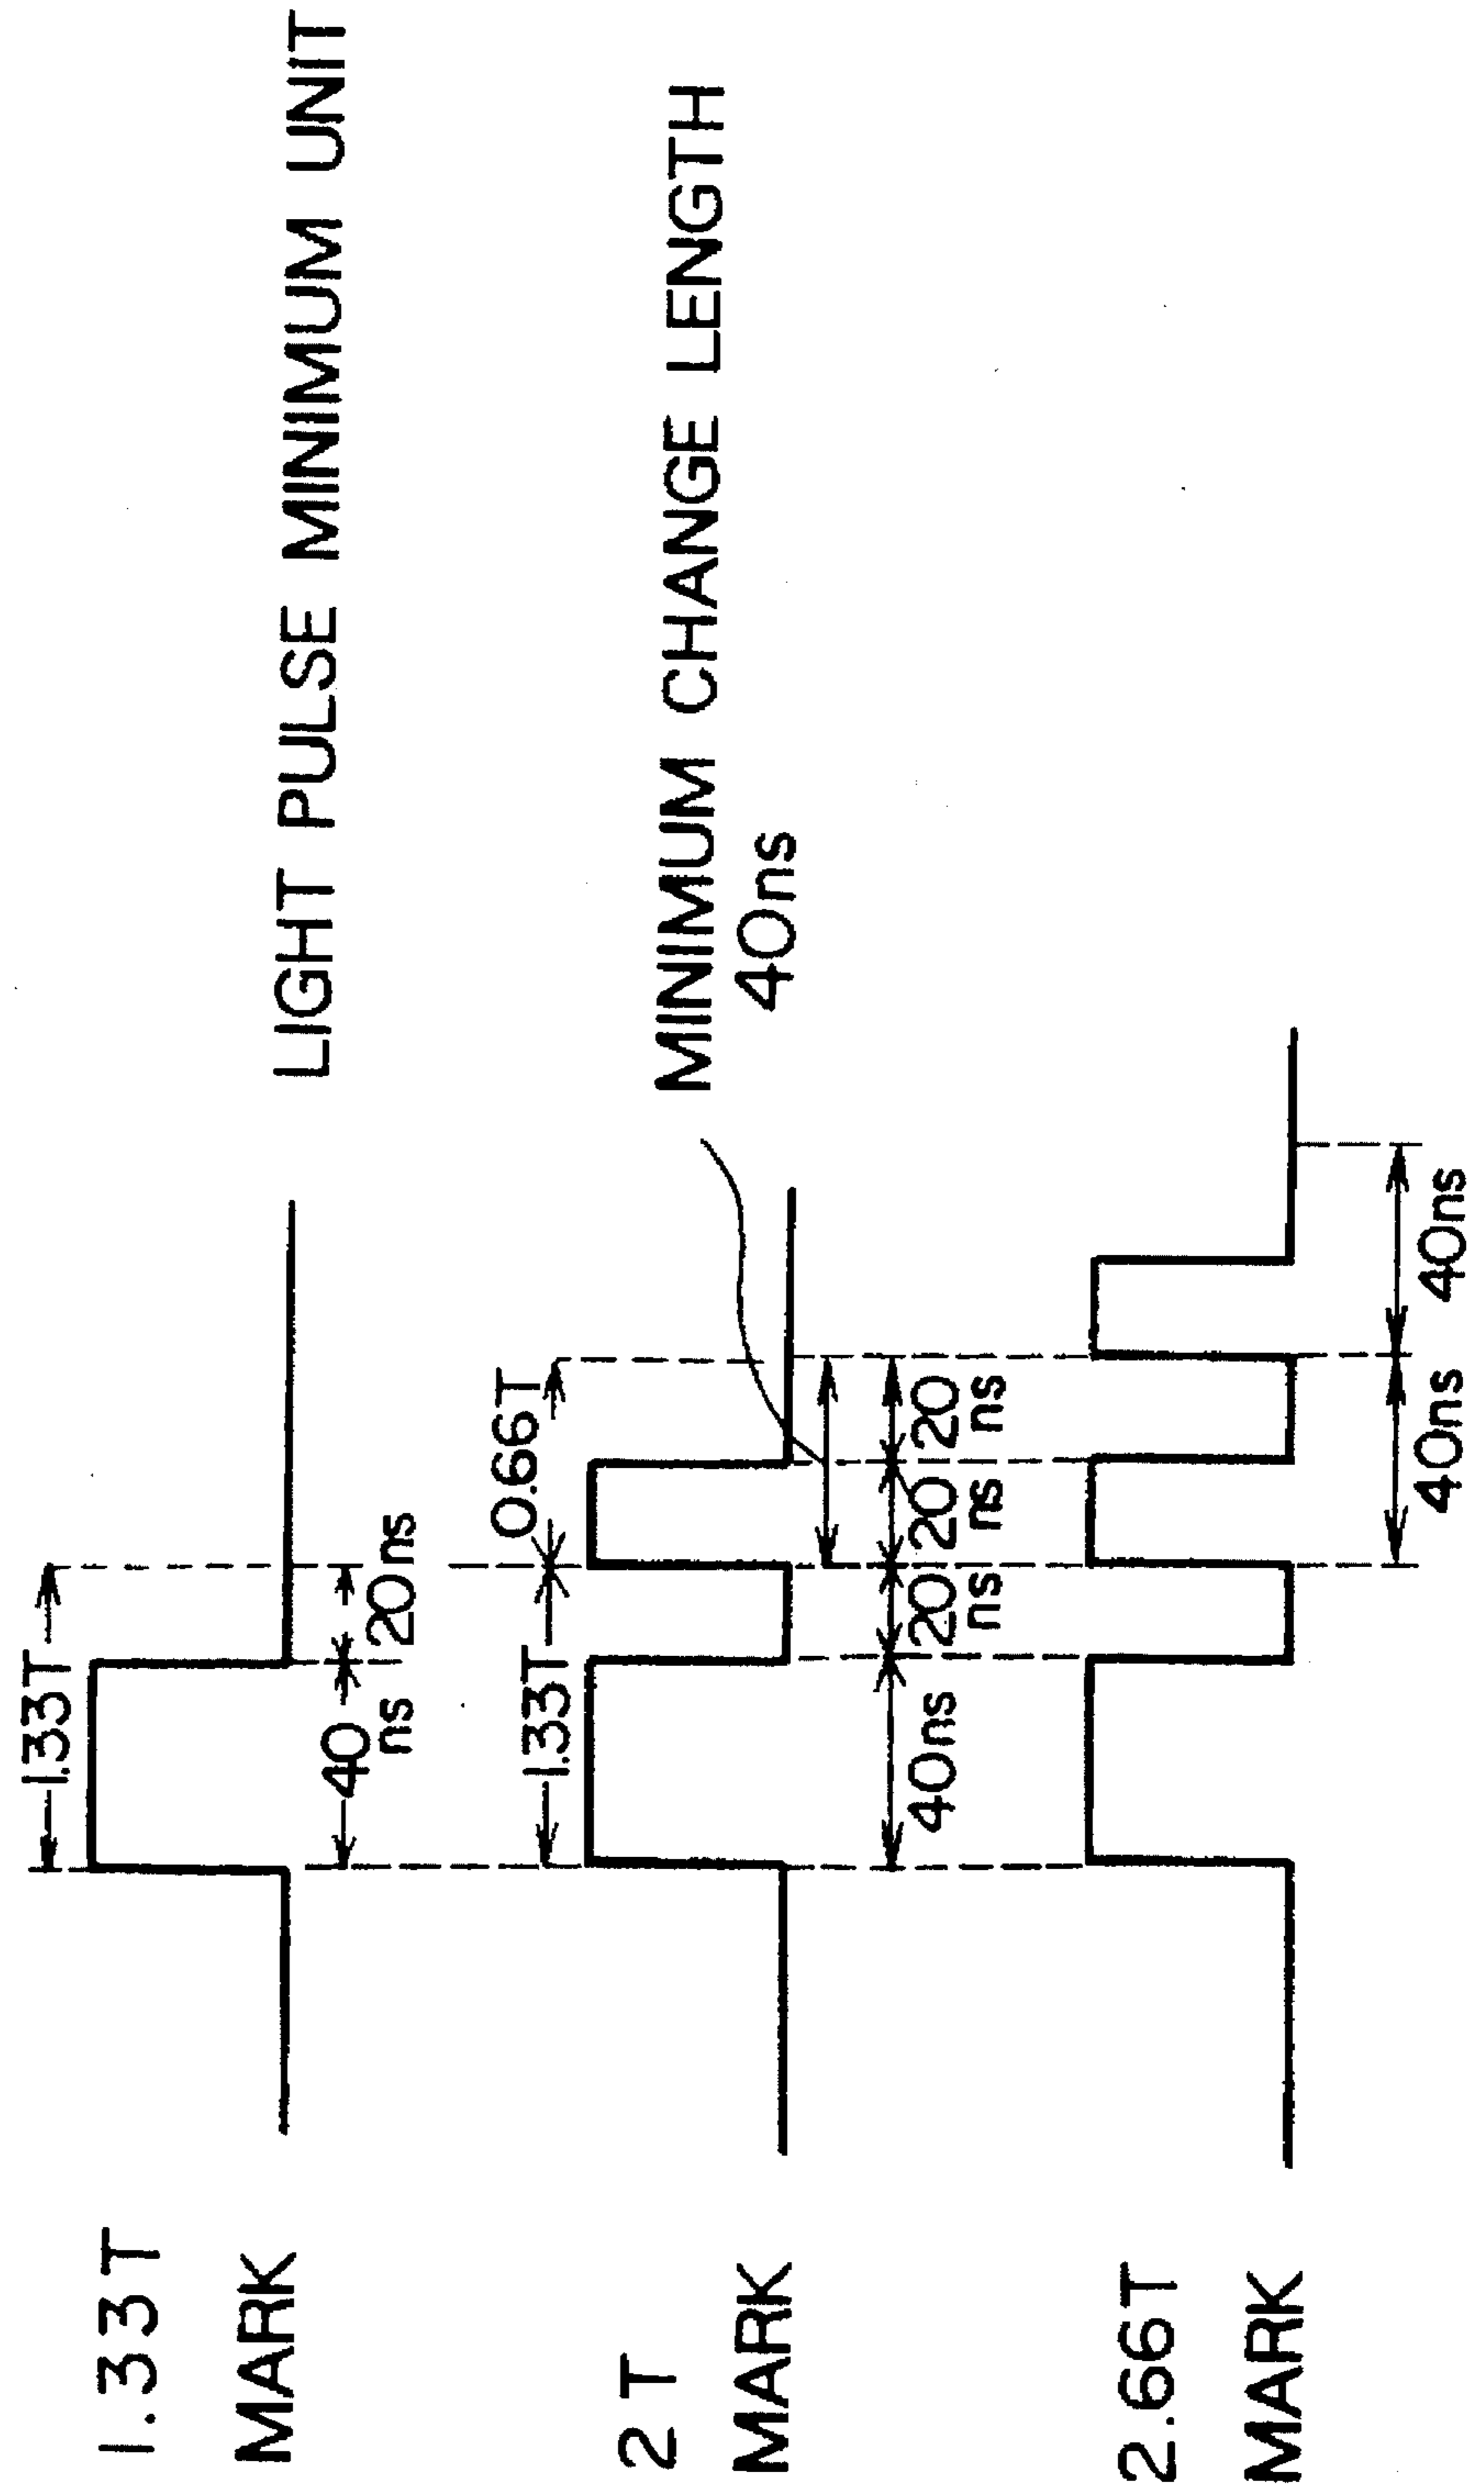 1.33T
MARK
1.33T
40
ns
20ns
LIGHT PULSE MINIMUM UNIT
2T
MARK
1.33T
0.66T
MINIMUM CHANGE LENGTH
40ns
40ns
20
ns
20
ns
20
ns
2.66T
MARK
40ns
40ns